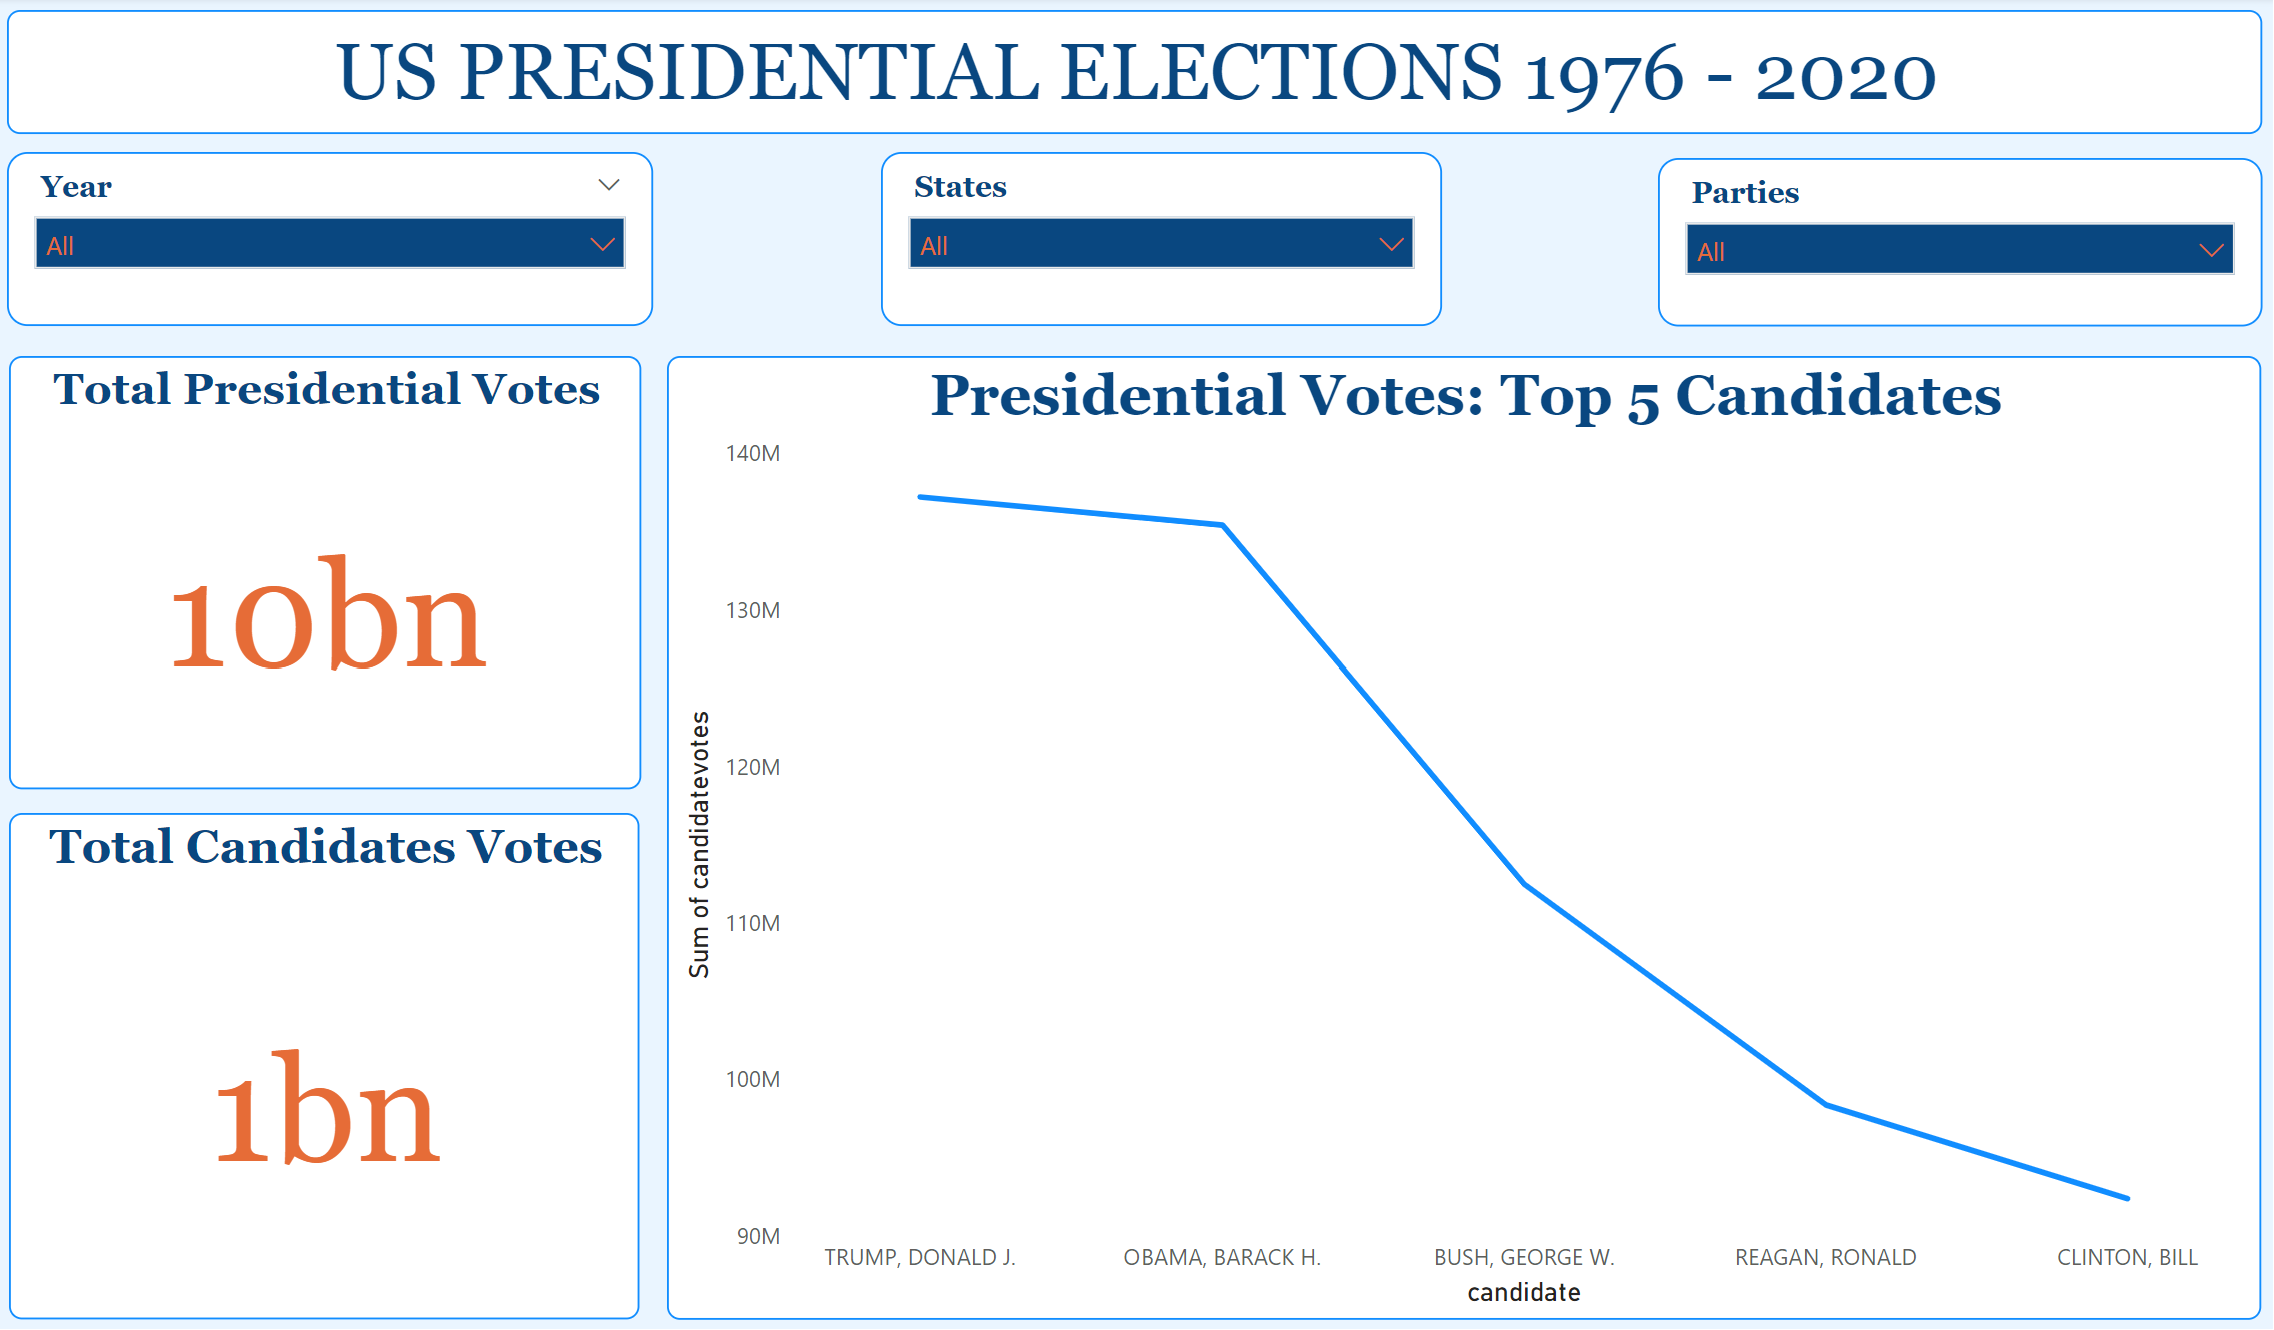 US PRESIDENTIAL ELECTIONS 1976 - 2020
Year
All
States
All
Parties
All
Total Presidential Votes
10bn
Total Candidates Votes
1bn
Presidential Votes: Top 5 Candidates
140M
130M
120M
110M
100M
90M
Sum of candidatevotes
TRUMP, DONALD J.
OBAMA, BARACK H.
BUSH, GEORGE W.
REAGAN, RONALD
CLINTON, BILL
candidate